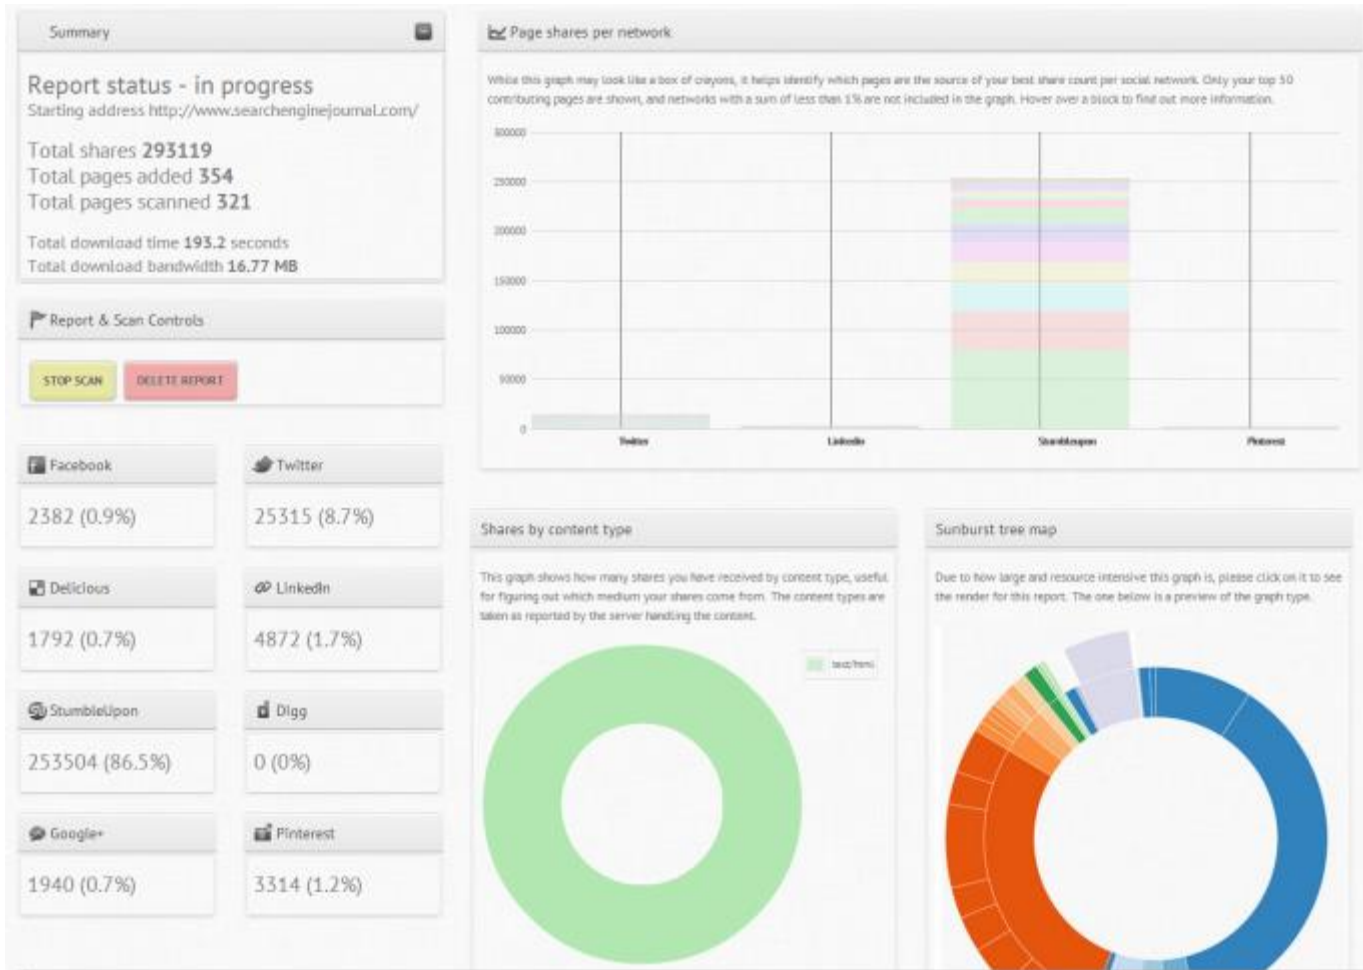 Summary
Report status - in progress
Starting address http://www.searchenginejournal.com/
Total shares 293119
Total pages added 354
Total pages scanned 321
Total download time 193.2 seconds
Total download bandwidth 16.77 MB
Report & Scan Controls
STOP SCAN
DELETE REPORT
Facebook
2382 (0.9%)
Twitter
25315 (8.7%)
Delicious
1792 (0.7%)
LinkedIn
4872 (1.7%)
StumbleUpon
253504 (86.5%)
Digg
0 (0%)
Google+
1940 (0.7%)
Pinterest
3314 (1.2%)
Page shares per network
While this graph may look like a box of crayons, it helps identify which pages are the source of your best share count per social network. Only your top 50
contributing pages are shown, and networks with a sum of less than 1% are not included in the graph. Hover over a block to find out more information.
300000
250000
200000
150000
100000
50000
0
Twitter
LinkedIn
Stumbleupon
Pinterest
Shares by content type
This graph shows how many shares you have received by content type, useful
for figuring out which medium your shares come from. The content types are
taken as reported by the server handling the content.
text/html
Sunburst tree map
Due to how large and resource intensive this graph is, please click on it to see
the render for this report. The one below is a preview of the graph type.